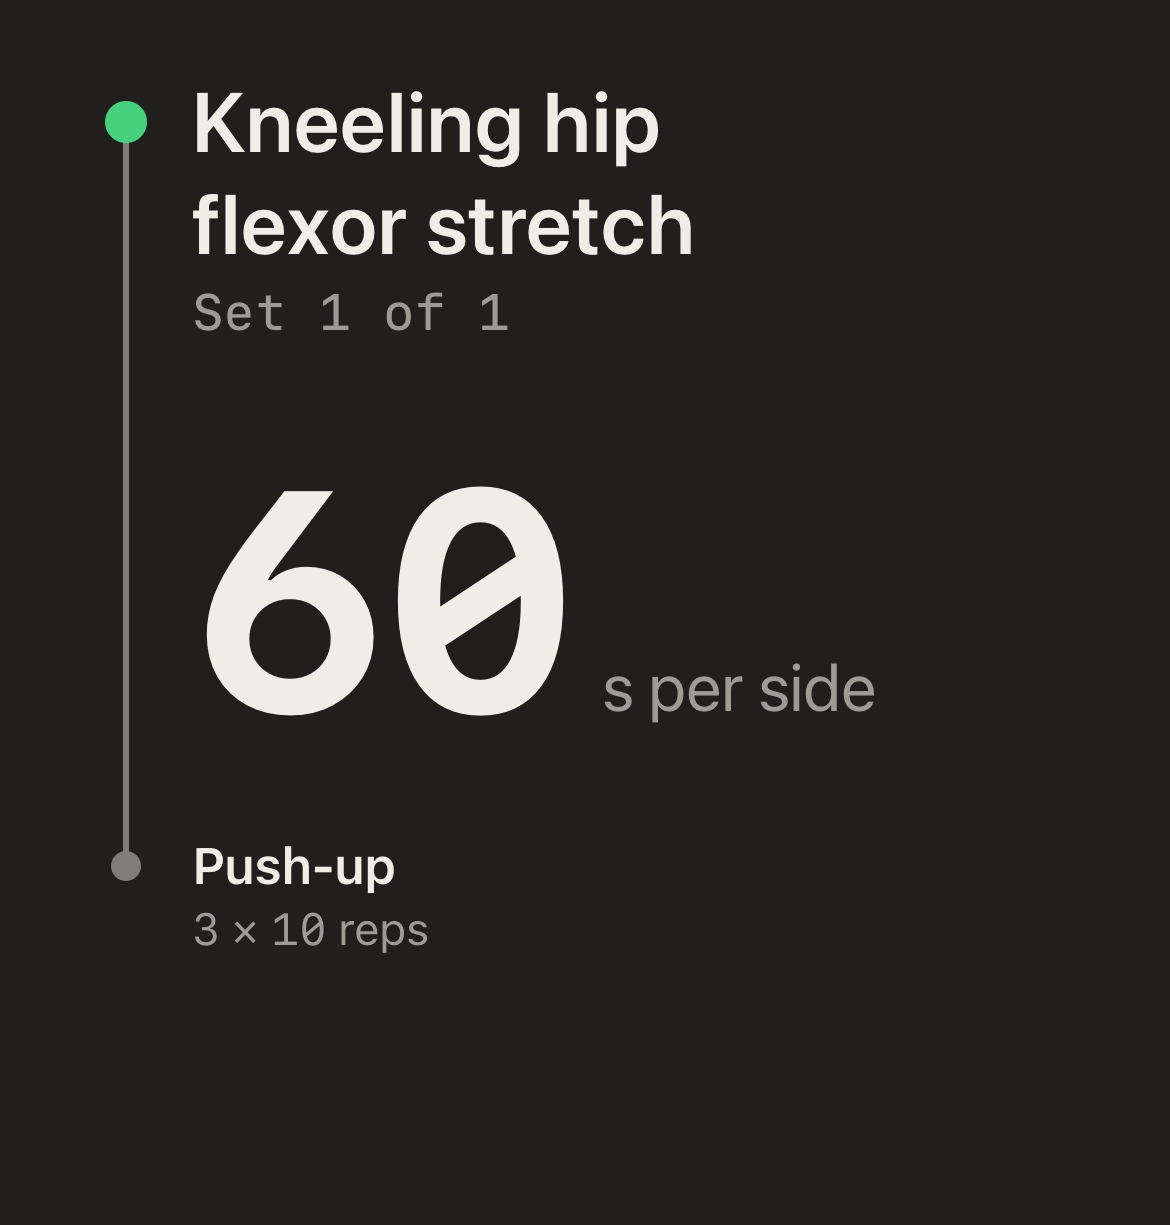 Kneeling hip
flexor stretch
Set 1 of 1
60 s per side
Push-up
3 × 10 reps